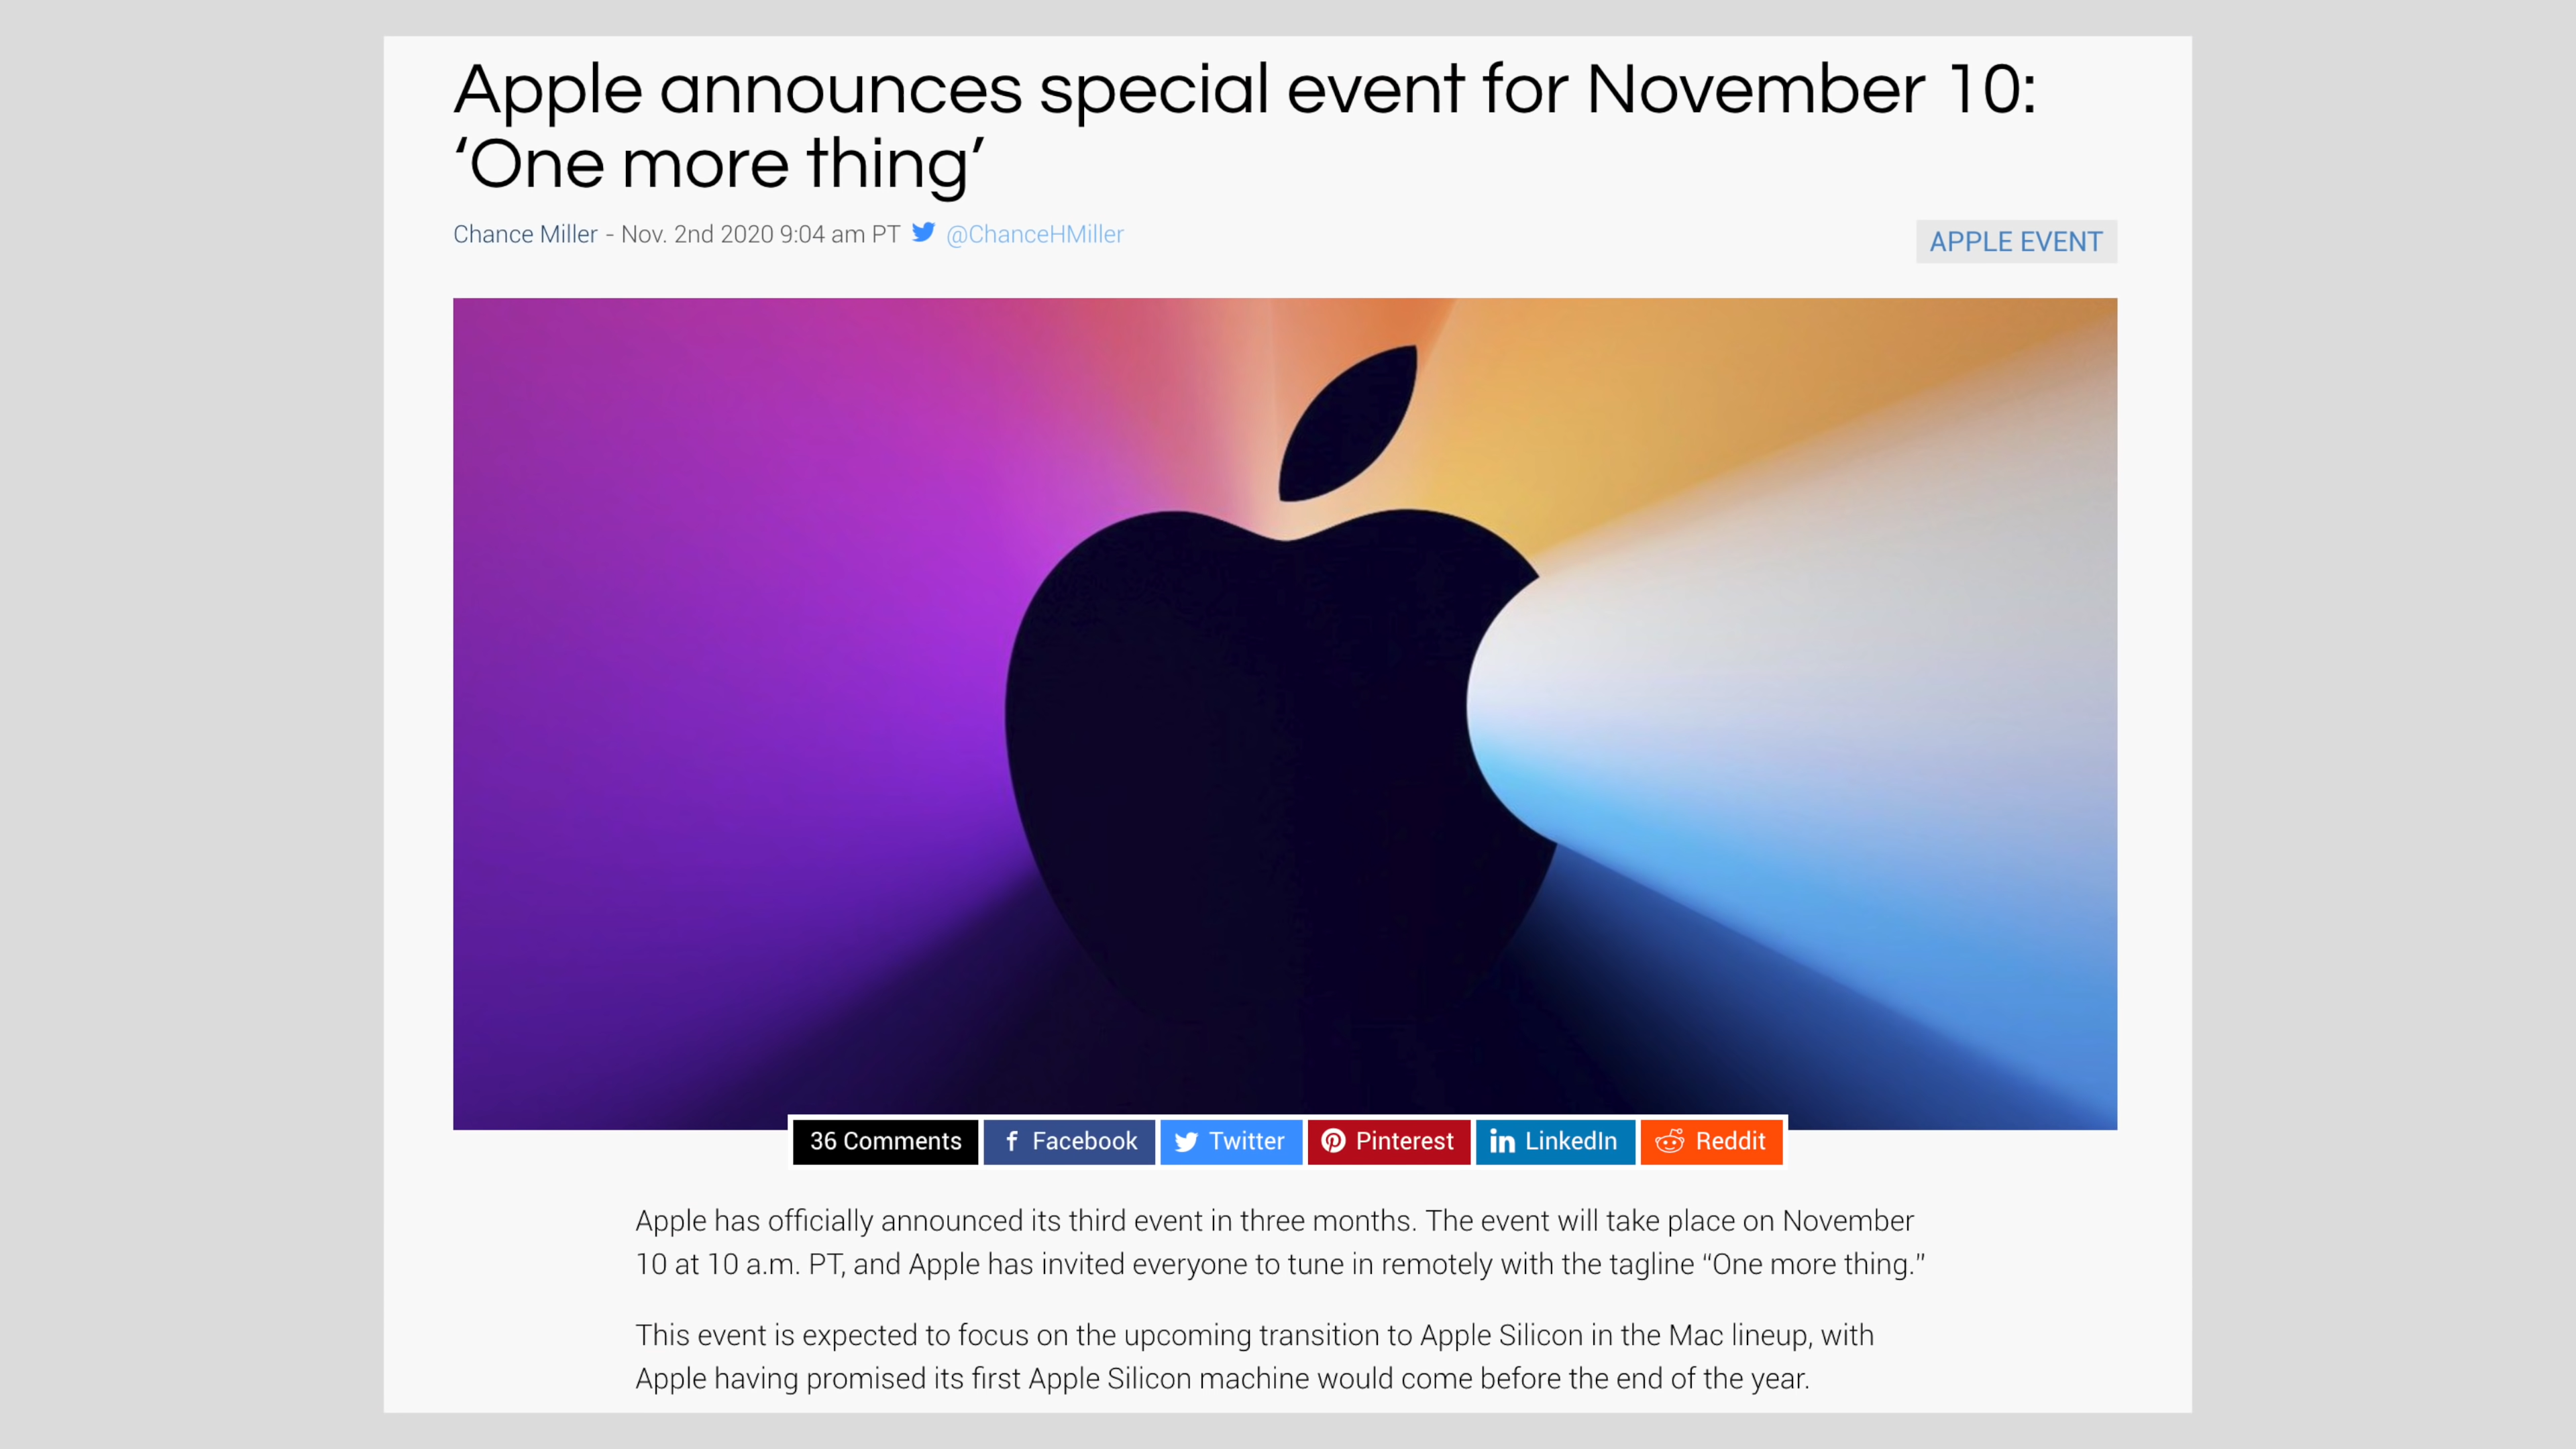 Apple announces special event for November 10:
‘One more thing’
Chance Miller - Nov. 2nd 2020 9:04 am PT @ChanceHMiller
APPLE EVENT
36 Comments
Facebook
Twitter
Pinterest
LinkedIn
Reddit
Apple has officially announced its third event in three months. The event will take place on November
10 at 10 a.m. PT, and Apple has invited everyone to tune in remotely with the tagline “One more thing.”
This event is expected to focus on the upcoming transition to Apple Silicon in the Mac lineup, with
Apple having promised its first Apple Silicon machine would come before the end of the year.